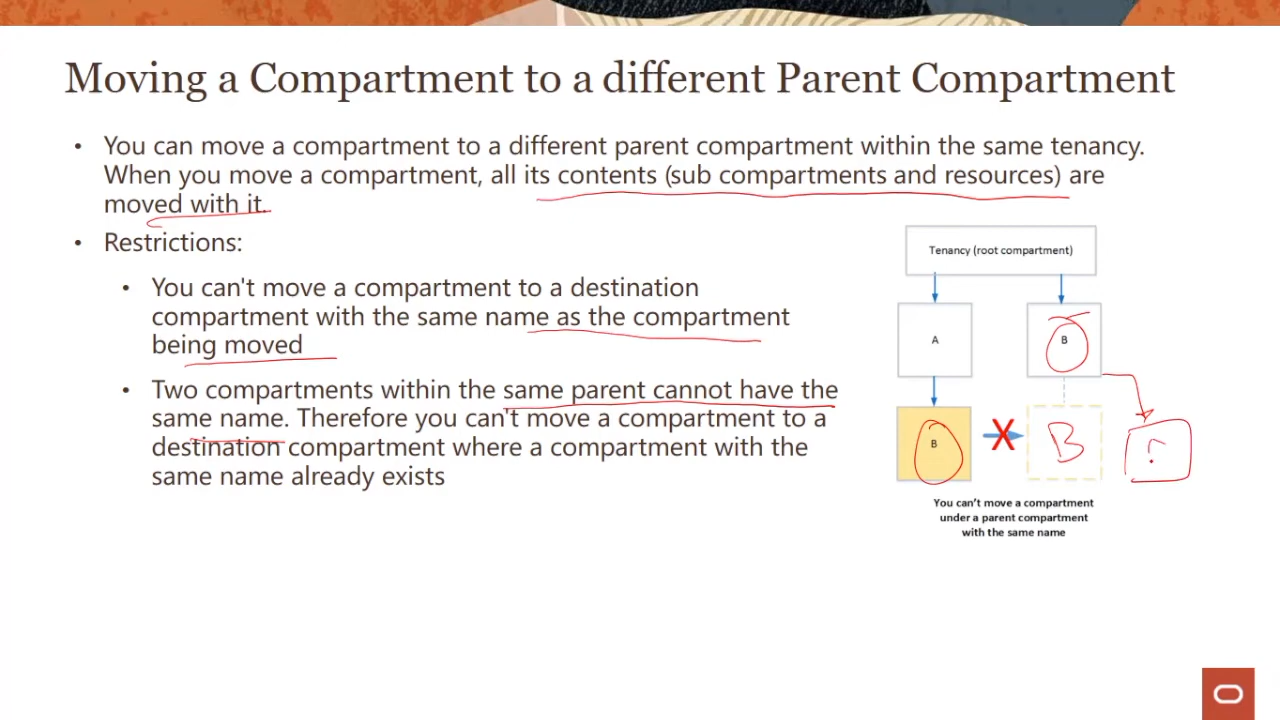 Moving a Compartment to a different Parent Compartment
• You can move a compartment to a different parent compartment within the same tenancy.
When you move a compartment, all its contents (sub compartments and resources) are
moved with it.
• Restrictions:
• You can't move a compartment to a destination
compartment with the same name as the compartment
being moved
• Two compartments within the same parent cannot have the
same name. Therefore you can't move a compartment to a
destination compartment where a compartment with the
same name already exists
Tenancy (root compartment)
A
B
B
X
B
You can't move a compartment
under a parent compartment
with the same name